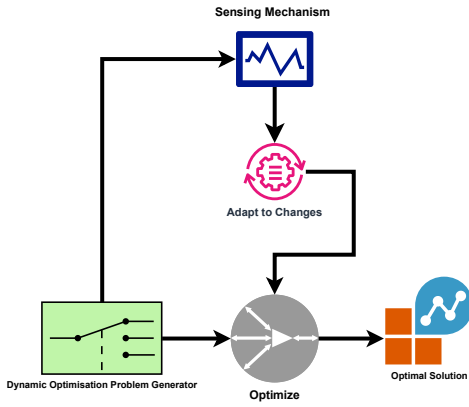 Sensing Mechanism
Adapt to Changes
Dynamic Optimisation Problem Generator
Optimize
Optimal Solution